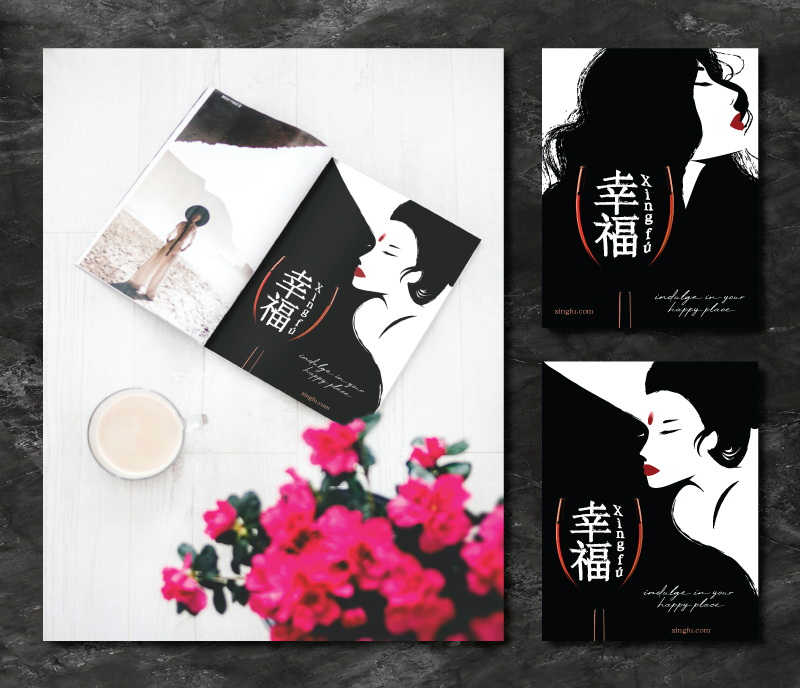 幸福
Xìngfú
indulge in your
happy place
xingfu.com
幸福
Xìngfú
indulge in your
happy place
xingfu.com
幸福
Xìngfú
indulge in your
happy place
xingfu.com